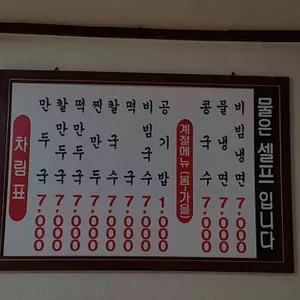 차림표
만두국 7,000
칼만두국 7,000
떡만두국 7,000
찐만두 7,000
칼국수 7,000
떡국 7,000
비빔국수 7,000
공기밥 1,000
계절메뉴 (봄~가을)
콩국수 7,000
물냉면 7,000
비빔냉면 7,000
물은 셀프 입니다